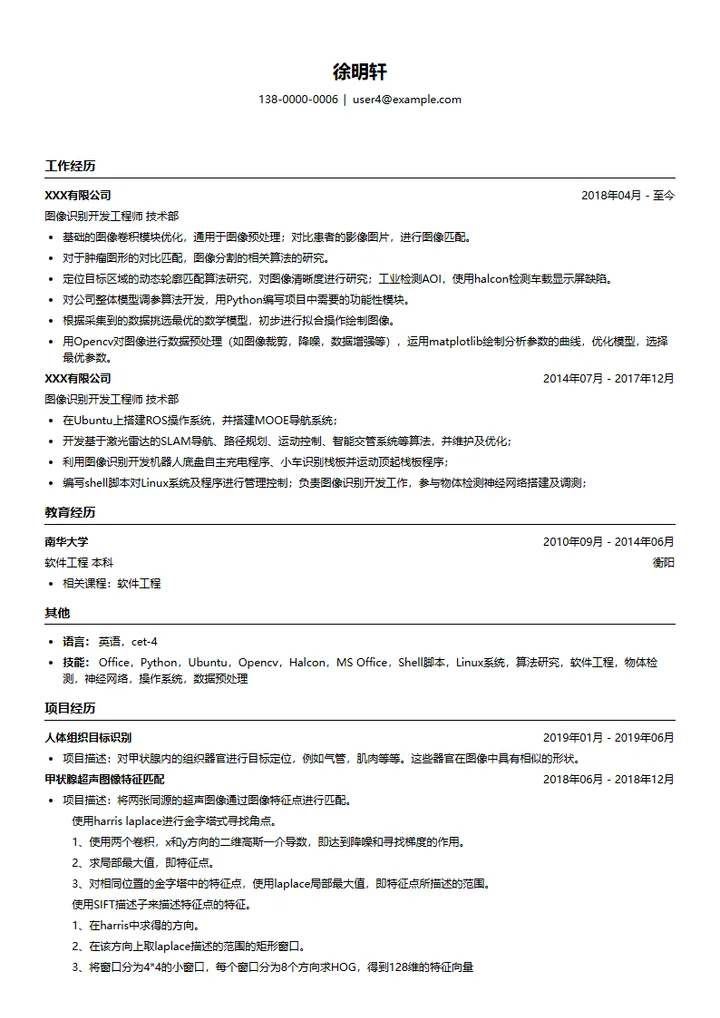 徐明轩
138-0000-0006 | user4@example.com
工作经历
XXX有限公司 2018年04月 - 至今
图像识别开发工程师 技术部
• 基础的图像卷积模块优化，通用于图像预处理；对比患者的影像图片，进行图像匹配。
• 对于肿瘤图形的对比匹配，图像分割的相关算法的研究。
• 定位目标区域的动态轮廓匹配算法研究，对图像清晰度进行研究；工业检测AOI，使用halcon检测车载显示屏缺陷。
• 对公司整体模型调参算法开发，用Python编写项目中需要的功能性模块。
• 根据采集到的数据挑选最优的数学模型，初步进行拟合操作绘制图像。
• 用Opencv对图像进行数据预处理（如图像裁剪，降噪，数据增强等），运用matplotlib绘制分析参数的曲线，优化模型，选择
最优参数。
XXX有限公司 2014年07月 - 2017年12月
图像识别开发工程师 技术部
• 在Ubuntu上搭建ROS操作系统，并搭建MOOE导航系统；
• 开发基于激光雷达的SLAM导航、路径规划、运动控制、智能交管系统等算法，并维护及优化；
• 利用图像识别开发机器人底盘自主充电程序、小车识别栈板并运动顶起栈板程序；
• 编写shell脚本对Linux系统及程序进行管理控制；负责图像识别开发工作，参与物体检测神经网络搭建及调测；
教育经历
南华大学 2010年09月 - 2014年06月
软件工程 本科 衡阳
• 相关课程：软件工程
其他
• 语言： 英语，cet-4
• 技能： Office，Python，Ubuntu，Opencv，Halcon，MS Office，Shell脚本，Linux系统，算法研究，软件工程，物体检
测，神经网络，操作系统，数据预处理
项目经历
人体组织目标识别 2019年01月 - 2019年06月
• 项目描述：对甲状腺内的组织器官进行目标定位，例如气管，肌肉等等。这些器官在图像中具有相似的形状。
甲状腺超声图像特征匹配 2018年06月 - 2018年12月
• 项目描述：将两张同源的超声图像通过图像特征点进行匹配。
使用harris laplace进行金字塔式寻找角点。
1、使用两个卷积，x和y方向的二维高斯一介导数，即达到降噪和寻找梯度的作用。
2、求局部最大值，即特征点。
3、对相同位置的金字塔中的特征点，使用laplace局部最大值，即特征点所描述的范围。
使用SIFT描述子来描述特征点的特征。
1、在harris中求得的方向。
2、在该方向上取laplace描述的范围的矩形窗口。
3、将窗口分为4*4的小窗口，每个窗口分为8个方向求HOG，得到128维的特征向量